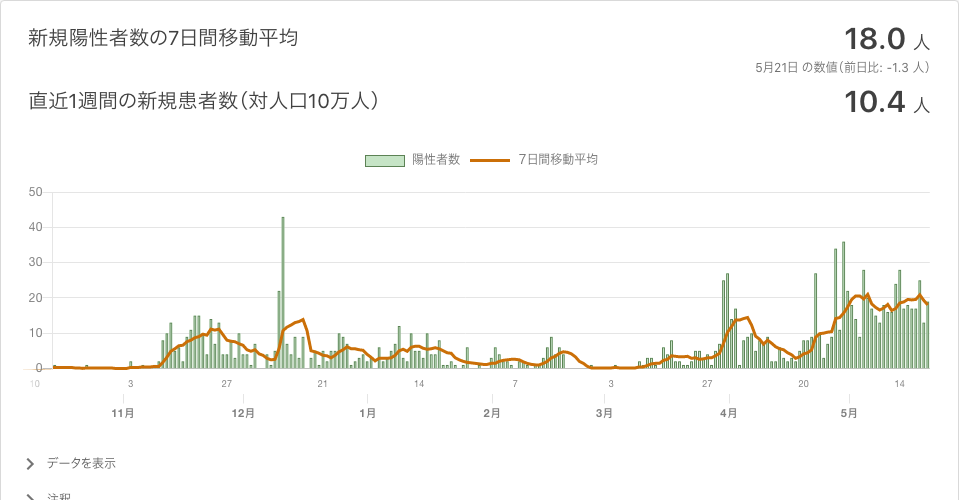 新規陽性者数の7日間移動平均
18.0 人
5月21日 の数値（前日比: -1.3 人）
直近1週間の新規患者数（対人口10万人）
10.4 人
陽性者数 7日間移動平均
50
40
30
20
10
0
10 3 27 21 14 7 3 27 20 14
11月 12月 1月 2月 3月 4月 5月
データを表示
注釈